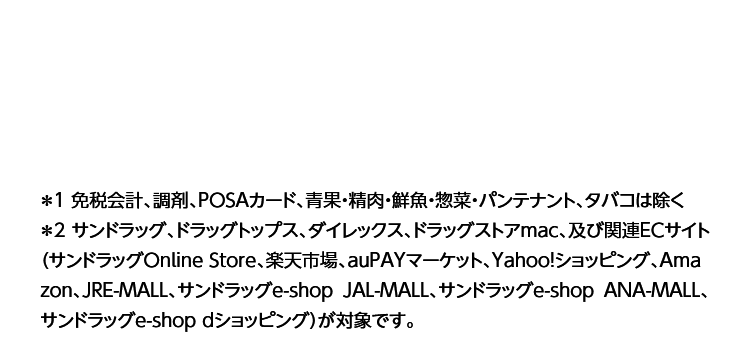 ＊1 免税会計、調剤、POSAカード、青果・精肉・鮮魚・惣菜・パンテナント、タバコは除く
＊2 サンドラッグ、ドラッグトップス、ダイレックス、ドラッグストアmac、及び関連ECサイト
（サンドラッグOnline Store、楽天市場、auPAYマーケット、Yahoo!ショッピング、Ama
zon、JRE-MALL、サンドラッグe-shop JAL-MALL、サンドラッグe-shop ANA-MALL、
サンドラッグe-shop dショッピング）が対象です。